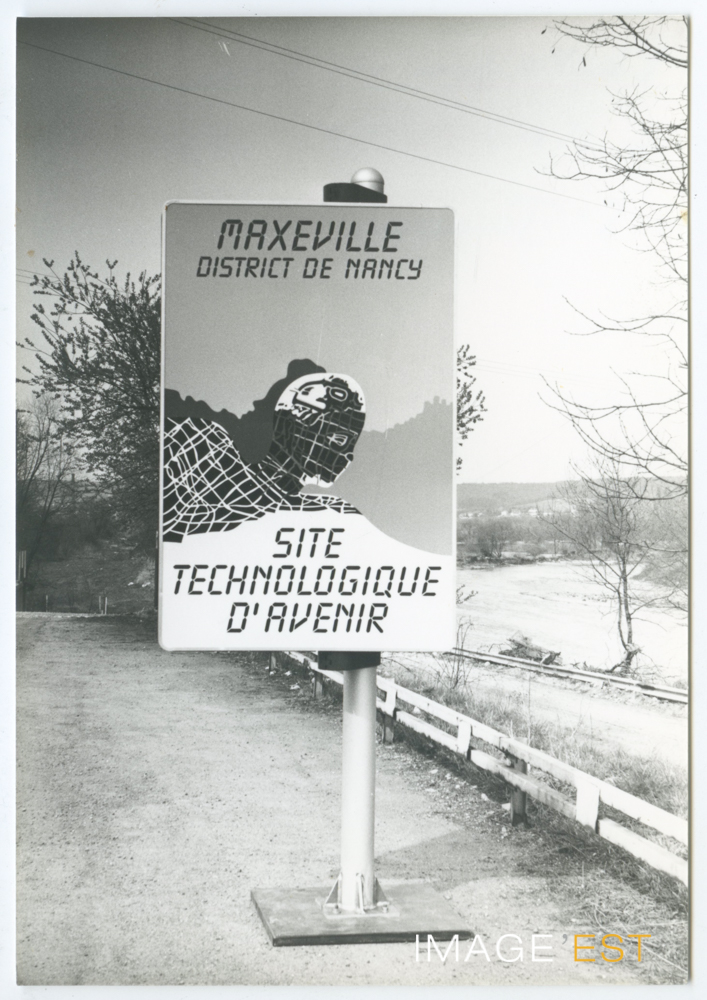 MAXEVILLE
DISTRICT DE NANCY
SITE
TECHNOLOGIQUE
D'AVENIR
IMAGE EST